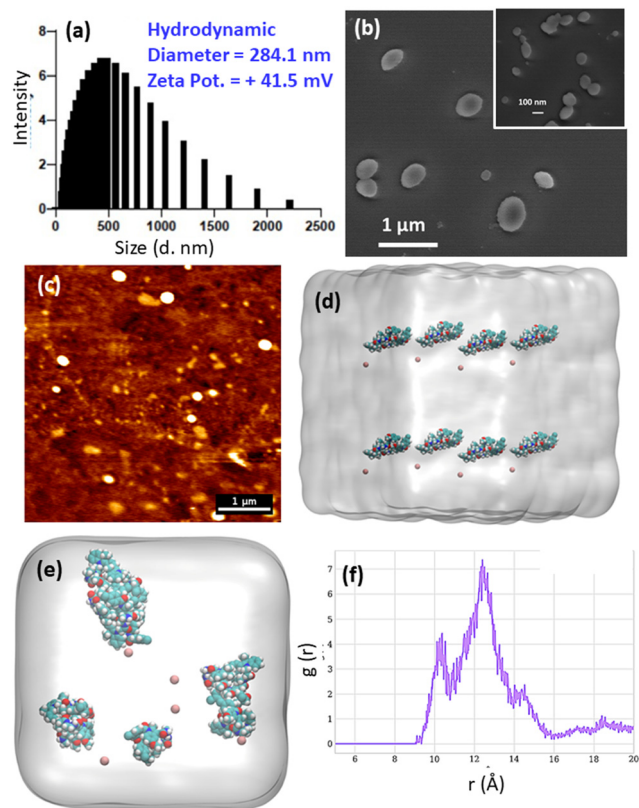 (a)
Hydrodynamic
Diameter = 284.1 nm
Zeta Pot. = + 41.5 mV
8
6
4
2
0
Intensity
0 500 1000 1500 2000 2500
Size (d. nm)
(b)
100 nm
1 µm
(c)
1 µm
(d)
(e)
(f)
7
6
5
4
3
2
1
0
g (r)
6 8 10 12 14 16 18 20
r (Å)